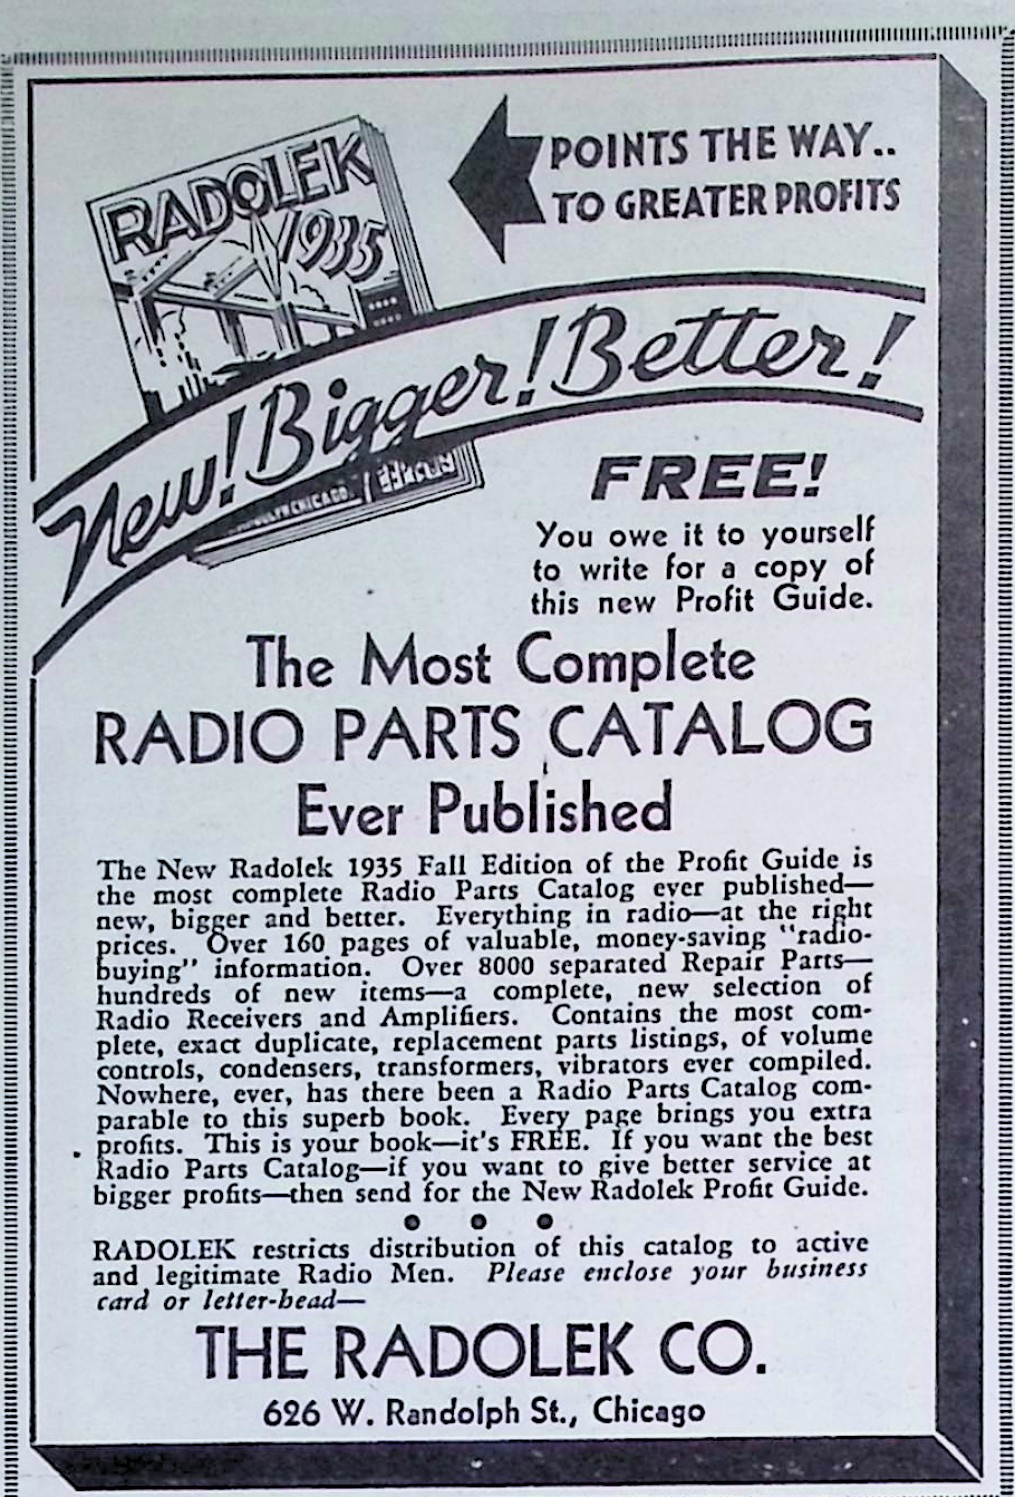 RADOLEK
1935
POINTS THE WAY..
TO GREATER PROFITS
New! Bigger! Better!
CHICAGO
FREE!
You owe it to yourself
to write for a copy of
this new Profit Guide.
The Most Complete
RADIO PARTS CATALOG
Ever Published
The New Radolek 1935 Fall Edition of the Profit Guide is
the most complete Radio Parts Catalog ever published—
new, bigger and better. Everything in radio—at the right
prices. Over 160 pages of valuable, money-saving "radio-
buying" information. Over 8000 separated Repair Parts—
hundreds of new items—a complete, new selection of
Radio Receivers and Amplifiers. Contains the most com-
plete, exact duplicate, replacement parts listings, of volume
controls, condensers, transformers, vibrators ever compiled.
Nowhere, ever, has there been a Radio Parts Catalog com-
parable to this superb book. Every page brings you extra
profits. This is your book—it's FREE. If you want the best
Radio Parts Catalog—if you want to give better service at
bigger profits—then send for the New Radolek Profit Guide.
RADOLEK restricts distribution of this catalog to active
and legitimate Radio Men. Please enclose your business
card or letter-head—
THE RADOLEK CO.
626 W. Randolph St., Chicago